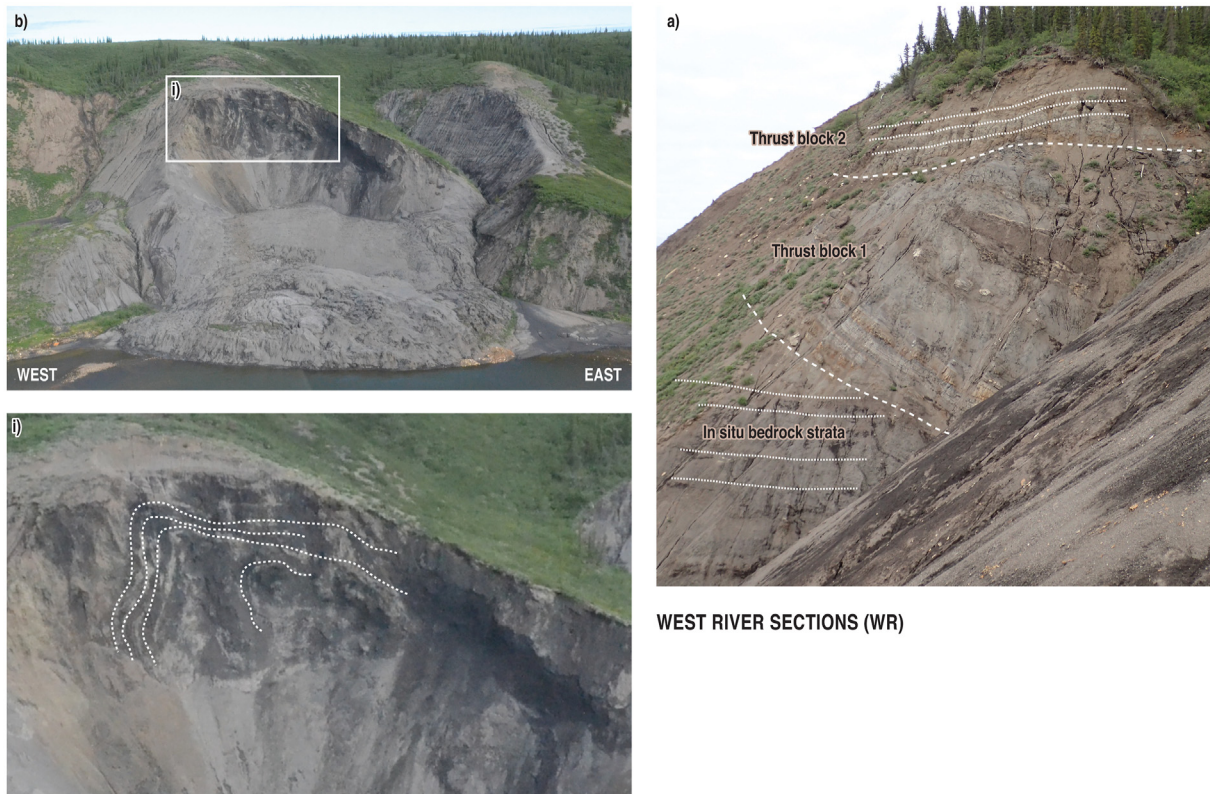 b)
i)
WEST
EAST
i)
a)
Thrust block 2
Thrust block 1
In situ bedrock strata
WEST RIVER SECTIONS (WR)